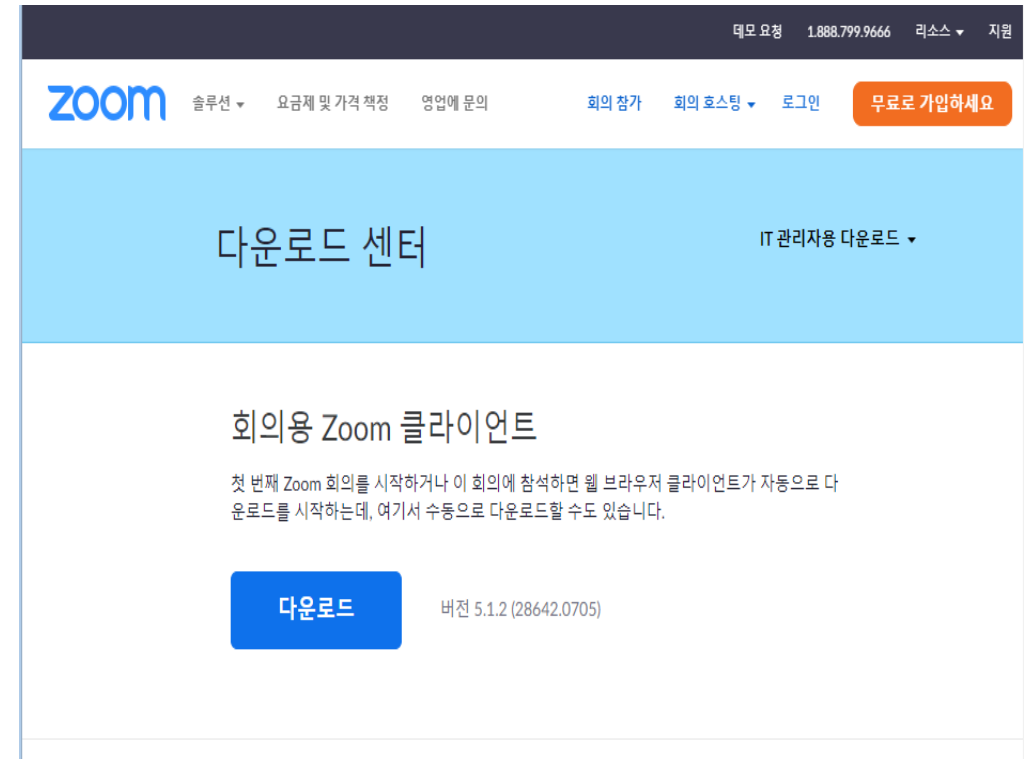 데모 요청 1.888.799.9666 리소스 지원
zoom 솔루션 요금제 및 가격 책정 영업에 문의 회의 참가 회의 호스팅 로그인 무료로 가입하세요
다운로드 센터 IT 관리자용 다운로드
회의용 Zoom 클라이언트
첫 번째 Zoom 회의를 시작하거나 이 회의에 참석하면 웹 브라우저 클라이언트가 자동으로 다
운로드를 시작하는데, 여기서 수동으로 다운로드할 수도 있습니다.
다운로드 버전 5.1.2 (28642.0705)